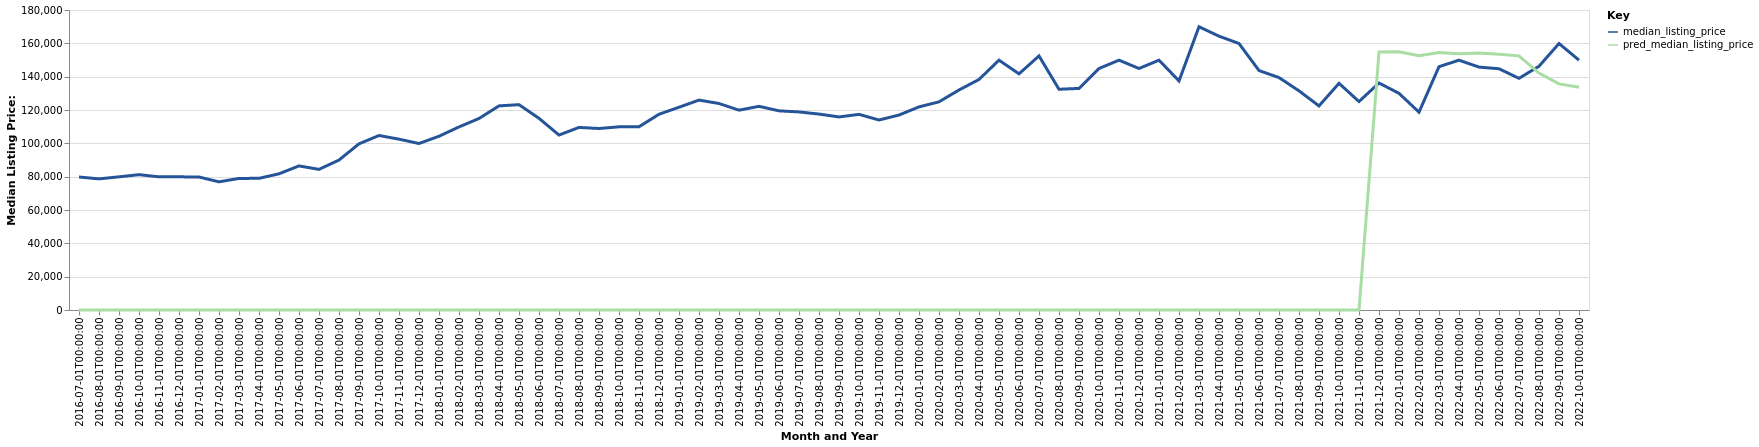 180,000
160,000
140,000
120,000
100,000
80,000
60,000
40,000
20,000
0
Median Listing Price:
2016-07-01T00:00:00
2016-08-01T00:00:00
2016-09-01T00:00:00
2016-10-01T00:00:00
2016-11-01T00:00:00
2016-12-01T00:00:00
2017-01-01T00:00:00
2017-02-01T00:00:00
2017-03-01T00:00:00
2017-04-01T00:00:00
2017-05-01T00:00:00
2017-06-01T00:00:00
2017-07-01T00:00:00
2017-08-01T00:00:00
2017-09-01T00:00:00
2017-10-01T00:00:00
2017-11-01T00:00:00
2017-12-01T00:00:00
2018-01-01T00:00:00
2018-02-01T00:00:00
2018-03-01T00:00:00
2018-04-01T00:00:00
2018-05-01T00:00:00
2018-06-01T00:00:00
2018-07-01T00:00:00
2018-08-01T00:00:00
2018-09-01T00:00:00
2018-10-01T00:00:00
2018-11-01T00:00:00
2018-12-01T00:00:00
2019-01-01T00:00:00
2019-02-01T00:00:00
2019-03-01T00:00:00
2019-04-01T00:00:00
2019-05-01T00:00:00
2019-06-01T00:00:00
2019-07-01T00:00:00
2019-08-01T00:00:00
2019-09-01T00:00:00
2019-10-01T00:00:00
2019-11-01T00:00:00
2019-12-01T00:00:00
2020-01-01T00:00:00
2020-02-01T00:00:00
2020-03-01T00:00:00
2020-04-01T00:00:00
2020-05-01T00:00:00
2020-06-01T00:00:00
2020-07-01T00:00:00
2020-08-01T00:00:00
2020-09-01T00:00:00
2020-10-01T00:00:00
2020-11-01T00:00:00
2020-12-01T00:00:00
2021-01-01T00:00:00
2021-02-01T00:00:00
2021-03-01T00:00:00
2021-04-01T00:00:00
2021-05-01T00:00:00
2021-06-01T00:00:00
2021-07-01T00:00:00
2021-08-01T00:00:00
2021-09-01T00:00:00
2021-10-01T00:00:00
2021-11-01T00:00:00
2021-12-01T00:00:00
2022-01-01T00:00:00
2022-02-01T00:00:00
2022-03-01T00:00:00
2022-04-01T00:00:00
2022-05-01T00:00:00
2022-06-01T00:00:00
2022-07-01T00:00:00
2022-08-01T00:00:00
2022-09-01T00:00:00
2022-10-01T00:00:00
Month and Year
Key
median_listing_price
pred_median_listing_price